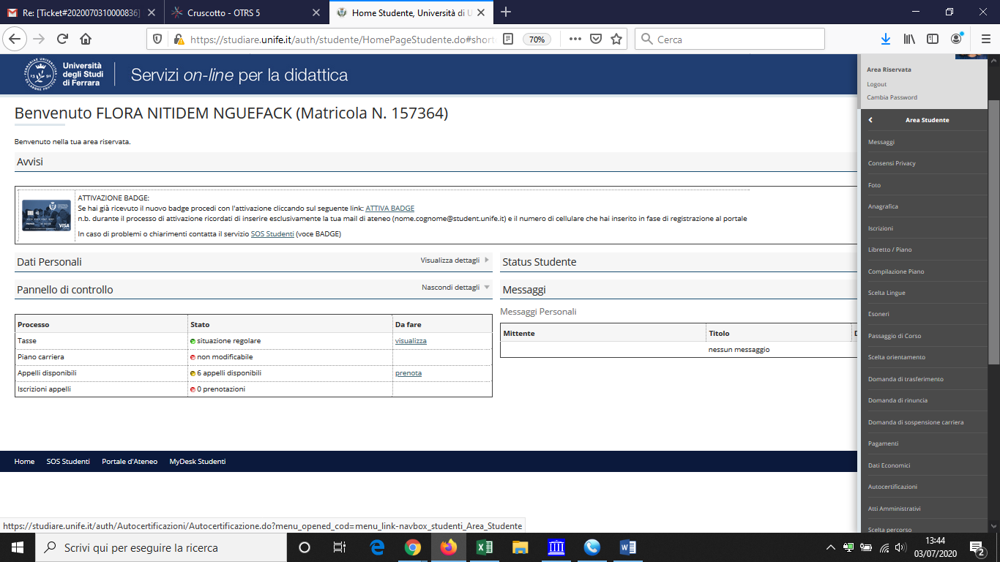 Re: [Ticket#2020070310000836]
Cruscotto - OTRS 5
Home Studente, Università di U
https://studiare.unife.it/auth/studente/HomePageStudente.do#short
70%
Cerca
Università
degli Studi
di Ferrara
Servizi on-line per la didattica
Benvenuto FLORA NITIDEM NGUEFACK (Matricola N. 157364)
Benvenuto nella tua area riservata.
Avvisi
ATTIVAZIONE BADGE:
Se hai già ricevuto il nuovo badge procedi con l'attivazione cliccando sul seguente link: ATTIVA BADGE
n.b. durante il processo di attivazione ricordati di inserire esclusivamente la tua mail di ateneo (nome.cognome@student.unife.it) e il numero di cellulare che hai inserito in fase di registrazione al portale
In caso di problemi o chiarimenti contatta il servizio SOS Studenti (voce BADGE)
VISA
Dati Personali
Visualizza dettagli
Status Studente
Pannello di controllo
Nascondi dettagli
Messaggi
Messaggi Personali
Processo Stato Da fare
Tasse situazione regolare visualizza
Piano carriera non modificabile
Appelli disponibili 6 appelli disponibili prenota
Iscrizioni appelli 0 prenotazioni
Mittente Titolo D
nessun messaggio
Home SOS Studenti Portale d'Ateneo MyDesk Studenti
Area Riservata
Logout
Cambia Password
Area Studente
Messaggi
Consensi Privacy
Foto
Anagrafica
Iscrizioni
Libretto / Piano
Compilazione Piano
Scelta Lingue
Esoneri
Passaggio di Corso
Scelta orientamento
Domanda di trasferimento
Domanda di rinuncia
Domanda di sospensione carriera
Pagamenti
Dati Economici
Autocertificazioni
Atti Amministrativi
Scelta percorso
https://studiare.unife.it/auth/Autocertificazioni/Autocertificazione.do?menu_opened_cod=menu_link-navbox_studenti_Area_Studente
Scrivi qui per eseguire la ricerca
13:44
03/07/2020
2